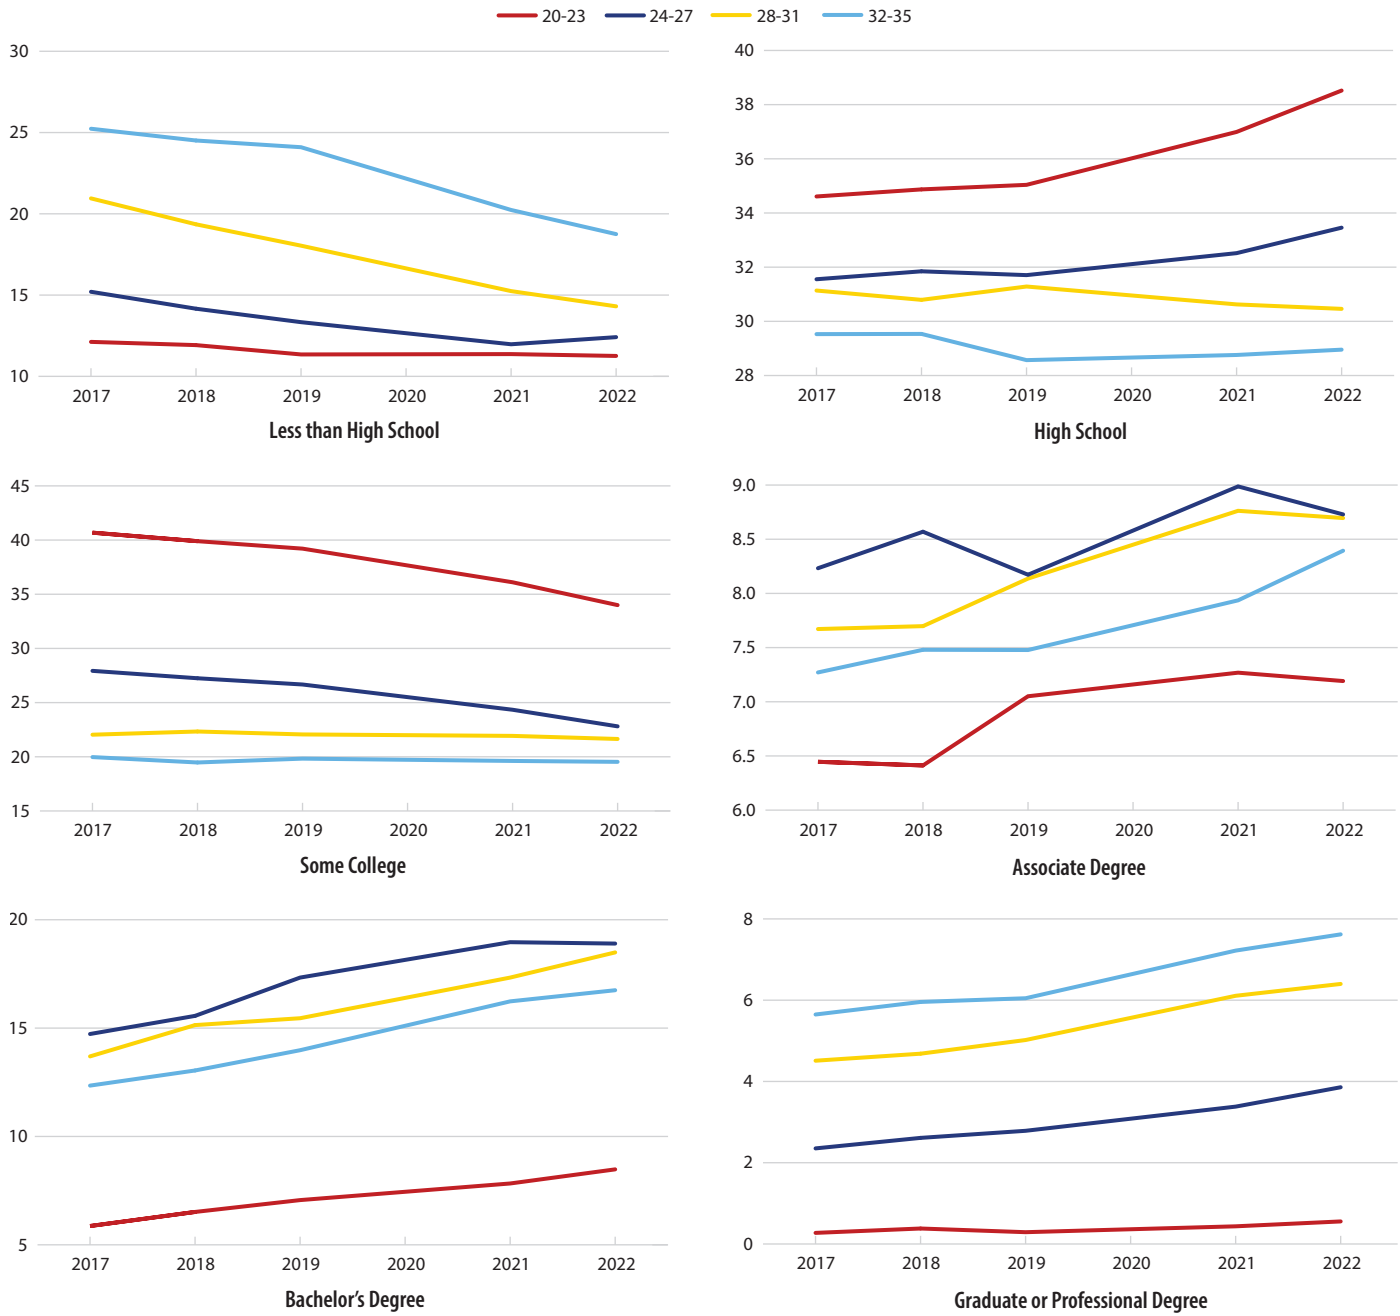 20-23 24-27 28-31 32-35
30
25
20
15
10
2017 2018 2019 2020 2021 2022
Less than High School
40
38
36
34
32
30
28
2017 2018 2019 2020 2021 2022
High School
45
40
35
30
25
20
15
2017 2018 2019 2020 2021 2022
Some College
9.0
8.5
8.0
7.5
7.0
6.5
6.0
2017 2018 2019 2020 2021 2022
Associate Degree
20
15
10
5
2017 2018 2019 2020 2021 2022
Bachelor’s Degree
8
6
4
2
0
2017 2018 2019 2020 2021 2022
Graduate or Professional Degree